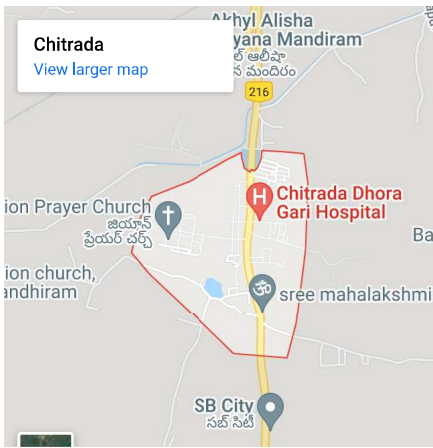 Chitrada
View larger map
Akhyl Alisha
yana Mandiram
ల్ ఆలీషా
న మందిరం
216
Chitrada Dhora
Gari Hospital
ion Prayer Church
జియాన్
ప్రేయర్ చర్చ్
Ba
ion church,
andhiram
sree mahalakshmi
SB City
సబ్ సిటీ